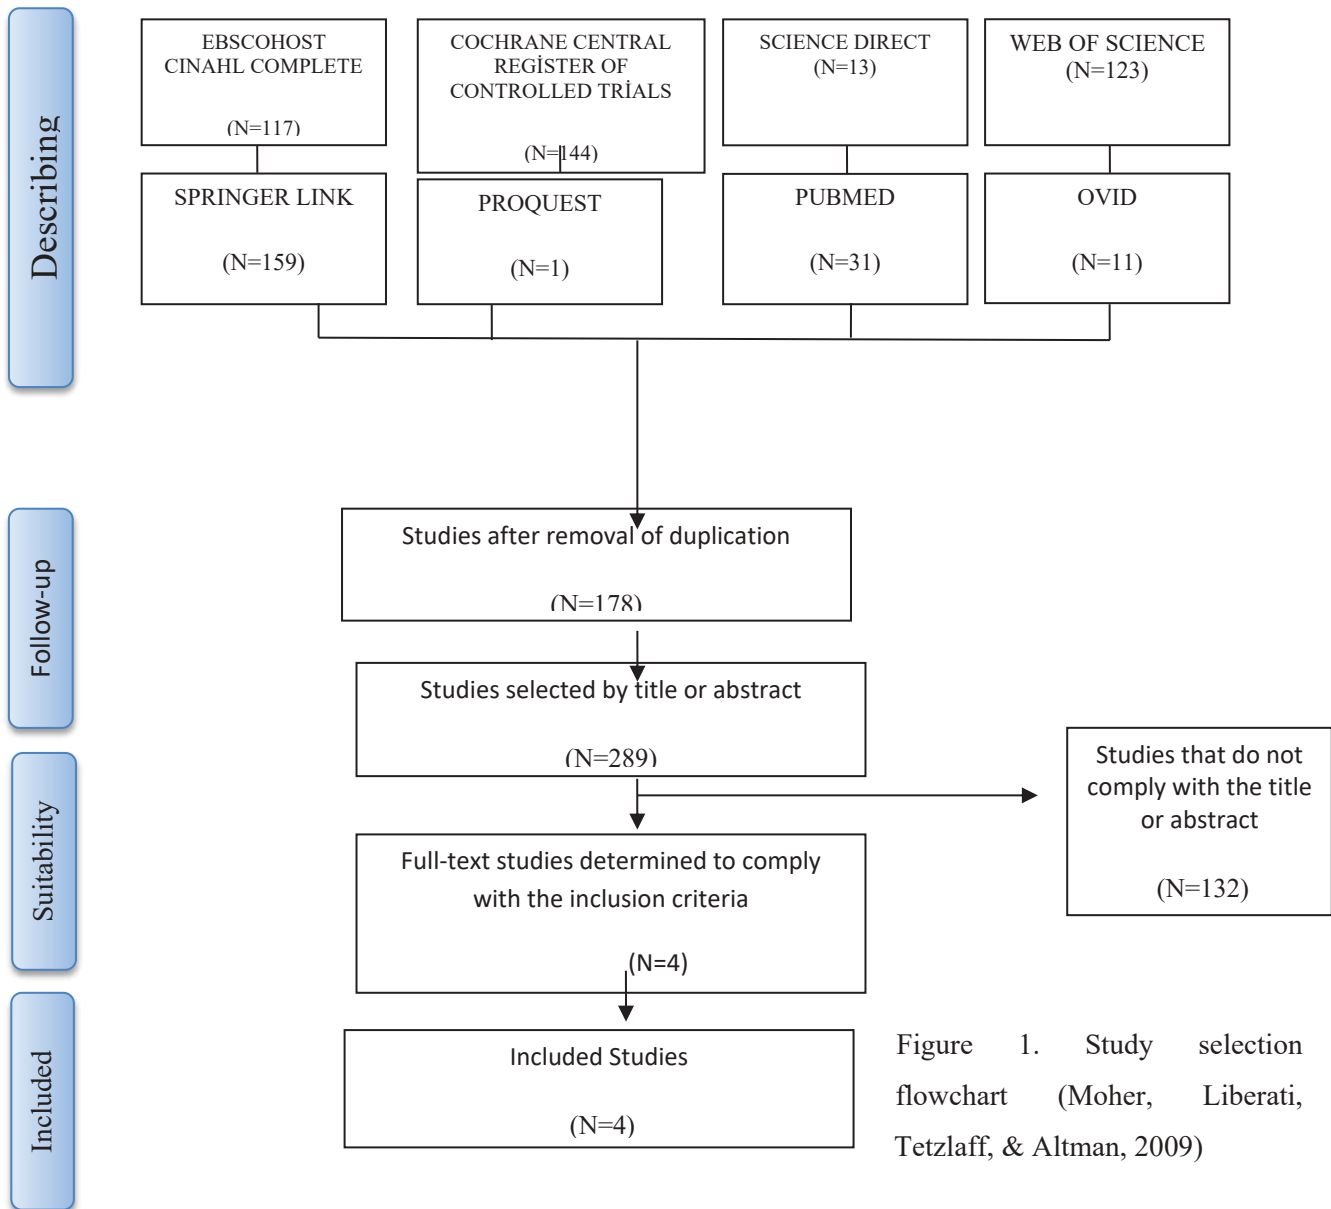 Describing
EBSCOHOST
CINAHL COMPLETE
(N=117)
COCHRANE CENTRAL
REGİSTER OF
CONTROLLED TRİALS
(N=144)
SCIENCE DIRECT
(N=13)
WEB OF SCIENCE
(N=123)
SPRINGER LINK
(N=159)
PROQUEST
(N=1)
PUBMED
(N=31)
OVID
(N=11)
Follow-up
Studies after removal of duplication
(N=178)
Studies selected by title or abstract
(N=289)
Studies that do not
comply with the title
or abstract
(N=132)
Suitability
Full-text studies determined to comply
with the inclusion criteria
(N=4)
Included
Included Studies
(N=4)
Figure 1. Study selection
flowchart (Moher, Liberati,
Tetzlaff, & Altman, 2009)